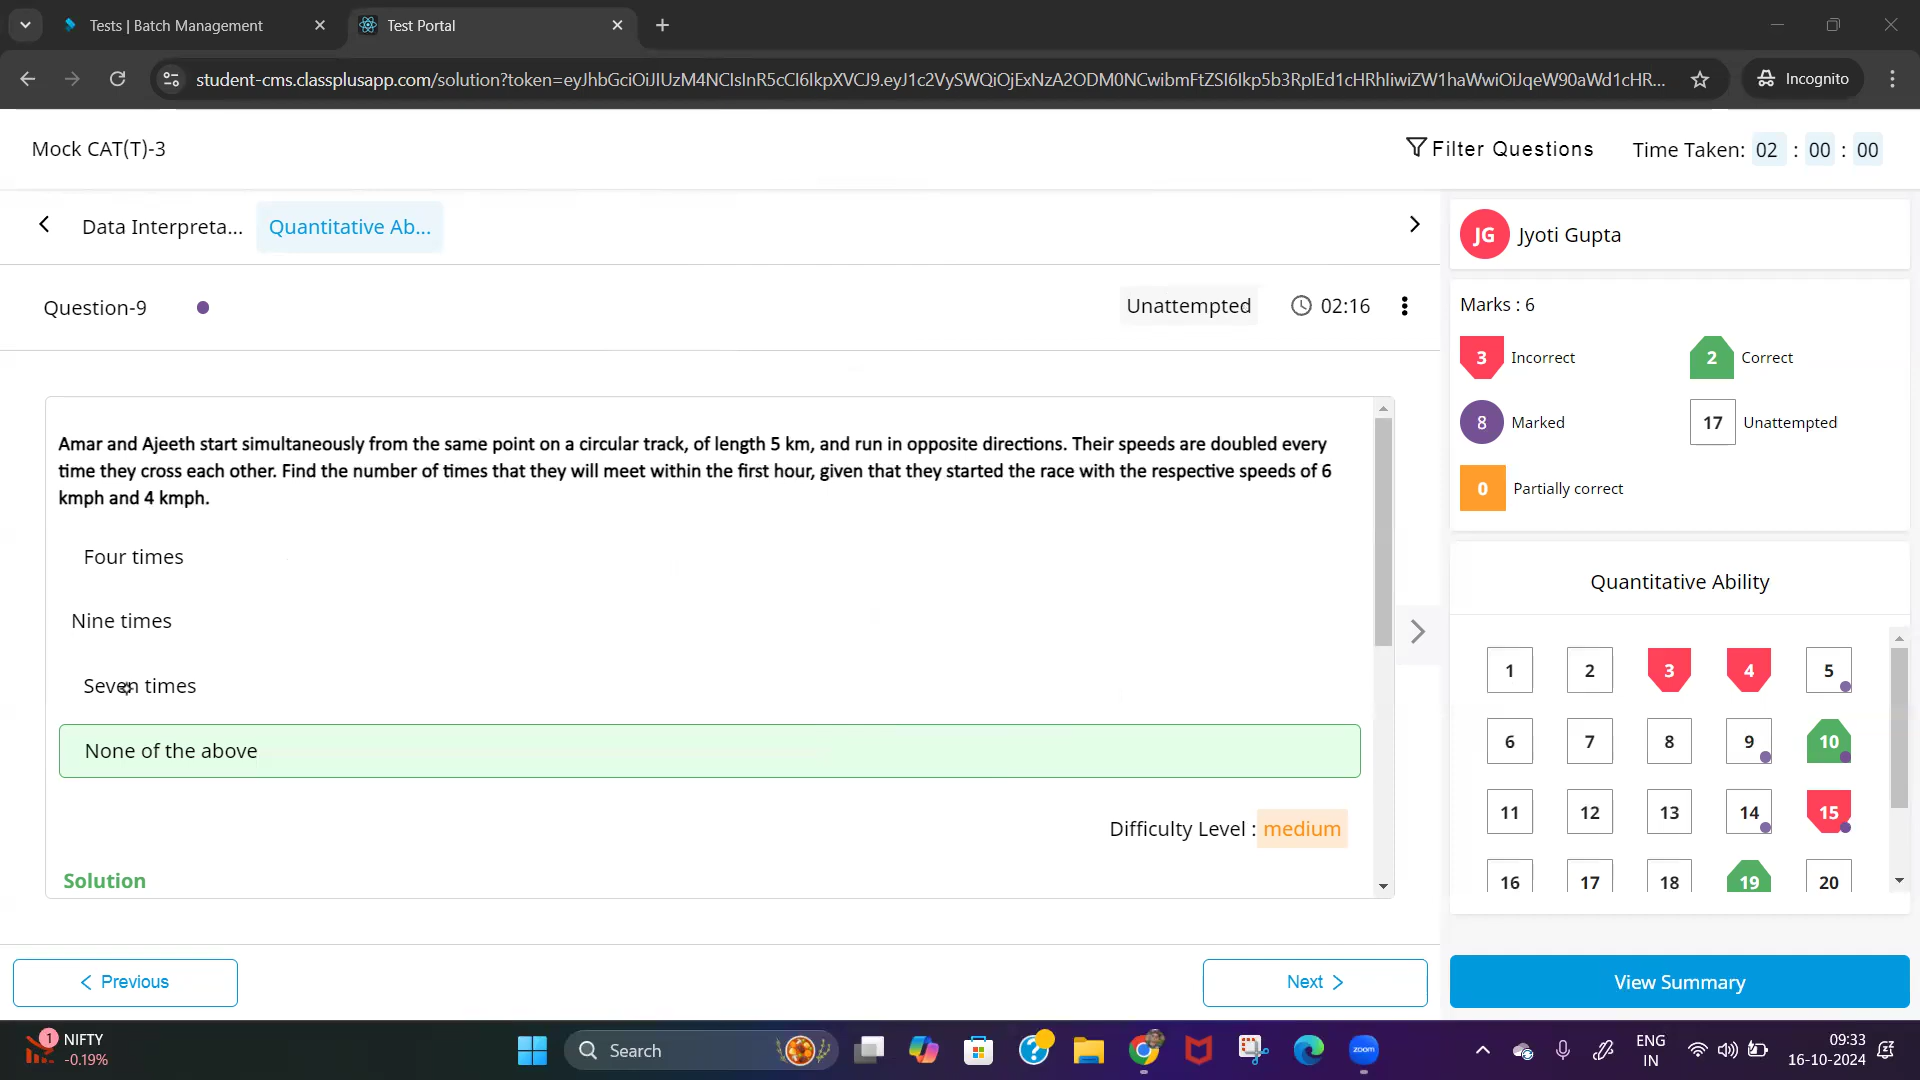 Tests | Batch Management
Test Portal
student-cms.classplusapp.com/solution?token=eyJhbGciOiJIUzM4NCIsInR5cCI6IkpXVCJ9.eyJ1c2VySWQiOjExNzA2ODM0NCwibmFtZSI6Ikp5b3RpIEd1cHRhIiwiZW1haWwiOiJqeW90aWd1cHR...
Incognito
Mock CAT(T)-3
Filter Questions
Time Taken: 02 : 00 : 00
Data Interpreta...
Quantitative Ab...
JG
Jyoti Gupta
Question-9
Unattempted
02:16
Marks : 6
3 Incorrect
2 Correct
8 Marked
17 Unattempted
0 Partially correct
Amar and Ajeeth start simultaneously from the same point on a circular track, of length 5 km, and run in opposite directions. Their speeds are doubled every
time they cross each other. Find the number of times that they will meet within the first hour, given that they started the race with the respective speeds of 6
kmph and 4 kmph.
Four times
Nine times
Seven times
None of the above
Difficulty Level : medium
Solution
Quantitative Ability
1 2 3 4 5
6 7 8 9 10
11 12 13 14 15
16 17 18 19 20
Previous
Next
View Summary
1
NIFTY
-0.19%
Search
zoom
ENG
IN
09:33
16-10-2024